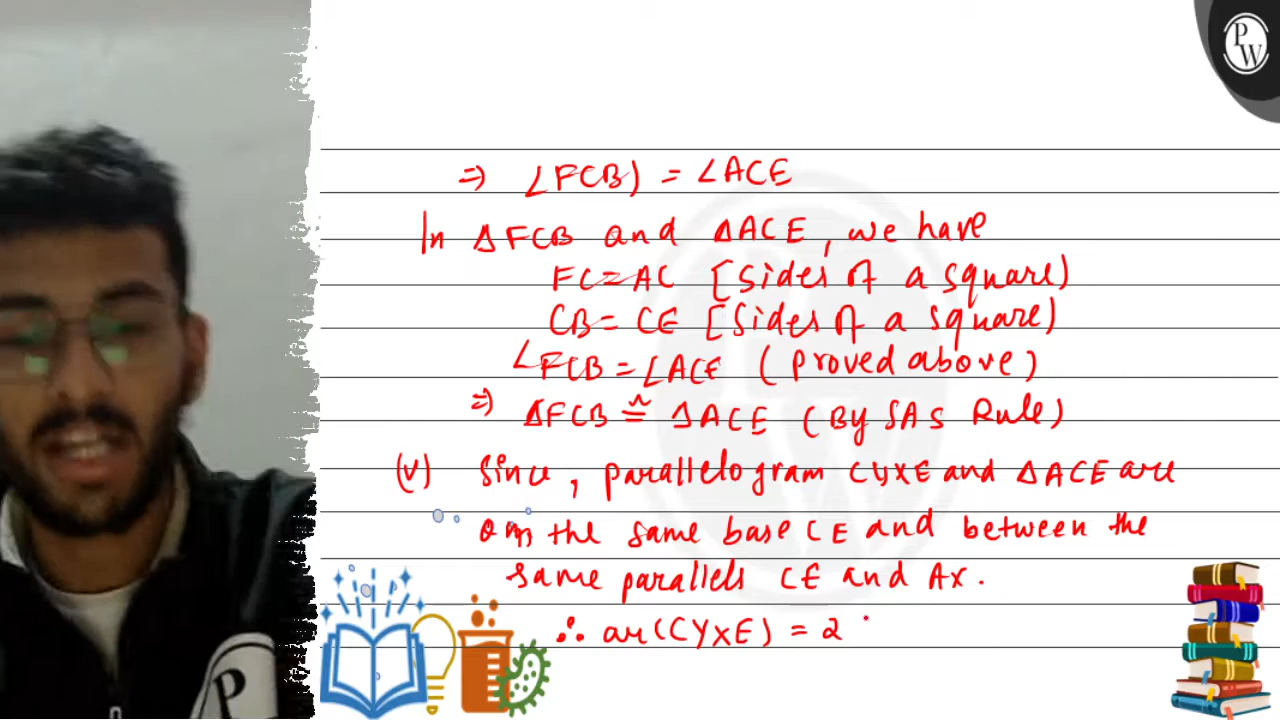 PW
=> ∠FCB) = ∠ACE
In ΔFCB and ΔACE, we have
FC=AC [Sides of a square)
CB= CE [Sides of a square)
∠FCB = ∠ACE (Proved above)
=> ΔFCB ≅ ΔACE (By SAS Rule)
(V) Since, parallelogram CYXE and ΔACE are
on the same base CE and between the
same parallels CE and AX.
∴ ar(CYXE) = 2
P